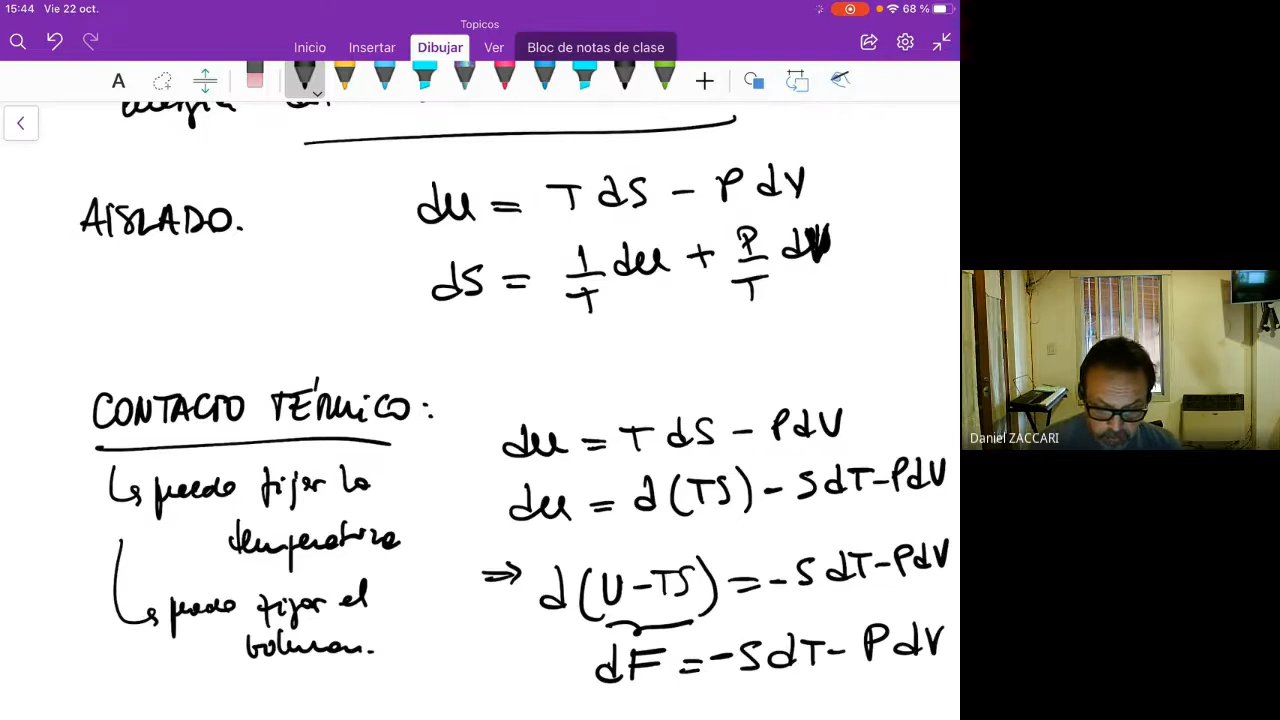 15:44 Vie 22 oct.
68 %
Topicos
Inicio Insertar Dibujar Ver Bloc de notas de clase
A
AISLADO.
du = T dS - P dV
dS = 1/T du + P/T dV
CONTACTO TÉRMICO:
↳ puedo fijar la
temperatura
↳ puedo fijar el
volumen.
du = T dS - PdV
du = d(TS) - SdT - PdV
⇒ d(U - TS) = - SdT - PdV
dF = - SdT - PdV
Daniel ZACCARI